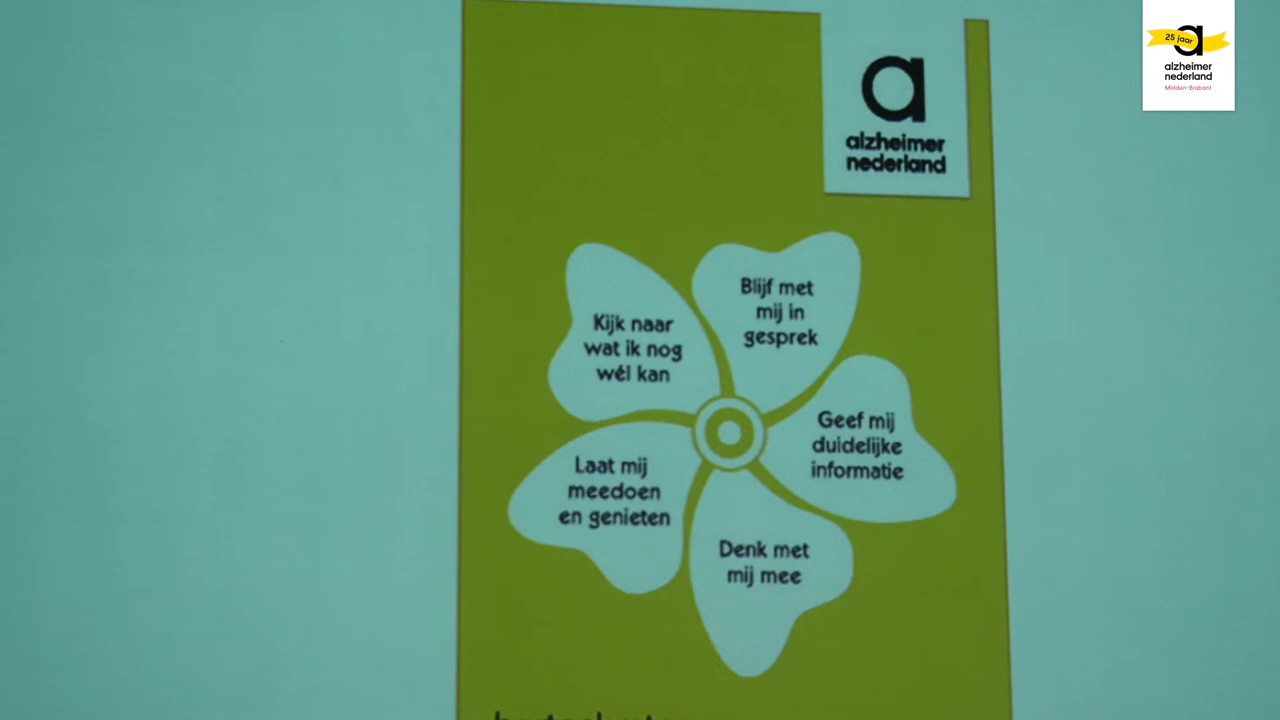 25 jaar
a
alzheimer
nederland
Midden-Brabant
a
alzheimer
nederland
Blijf met
mij in
gesprek
Kijk naar
wat ik nog
wél kan
Geef mij
duidelijke
informatie
Laat mij
meedoen
en genieten
Denk met
mij mee